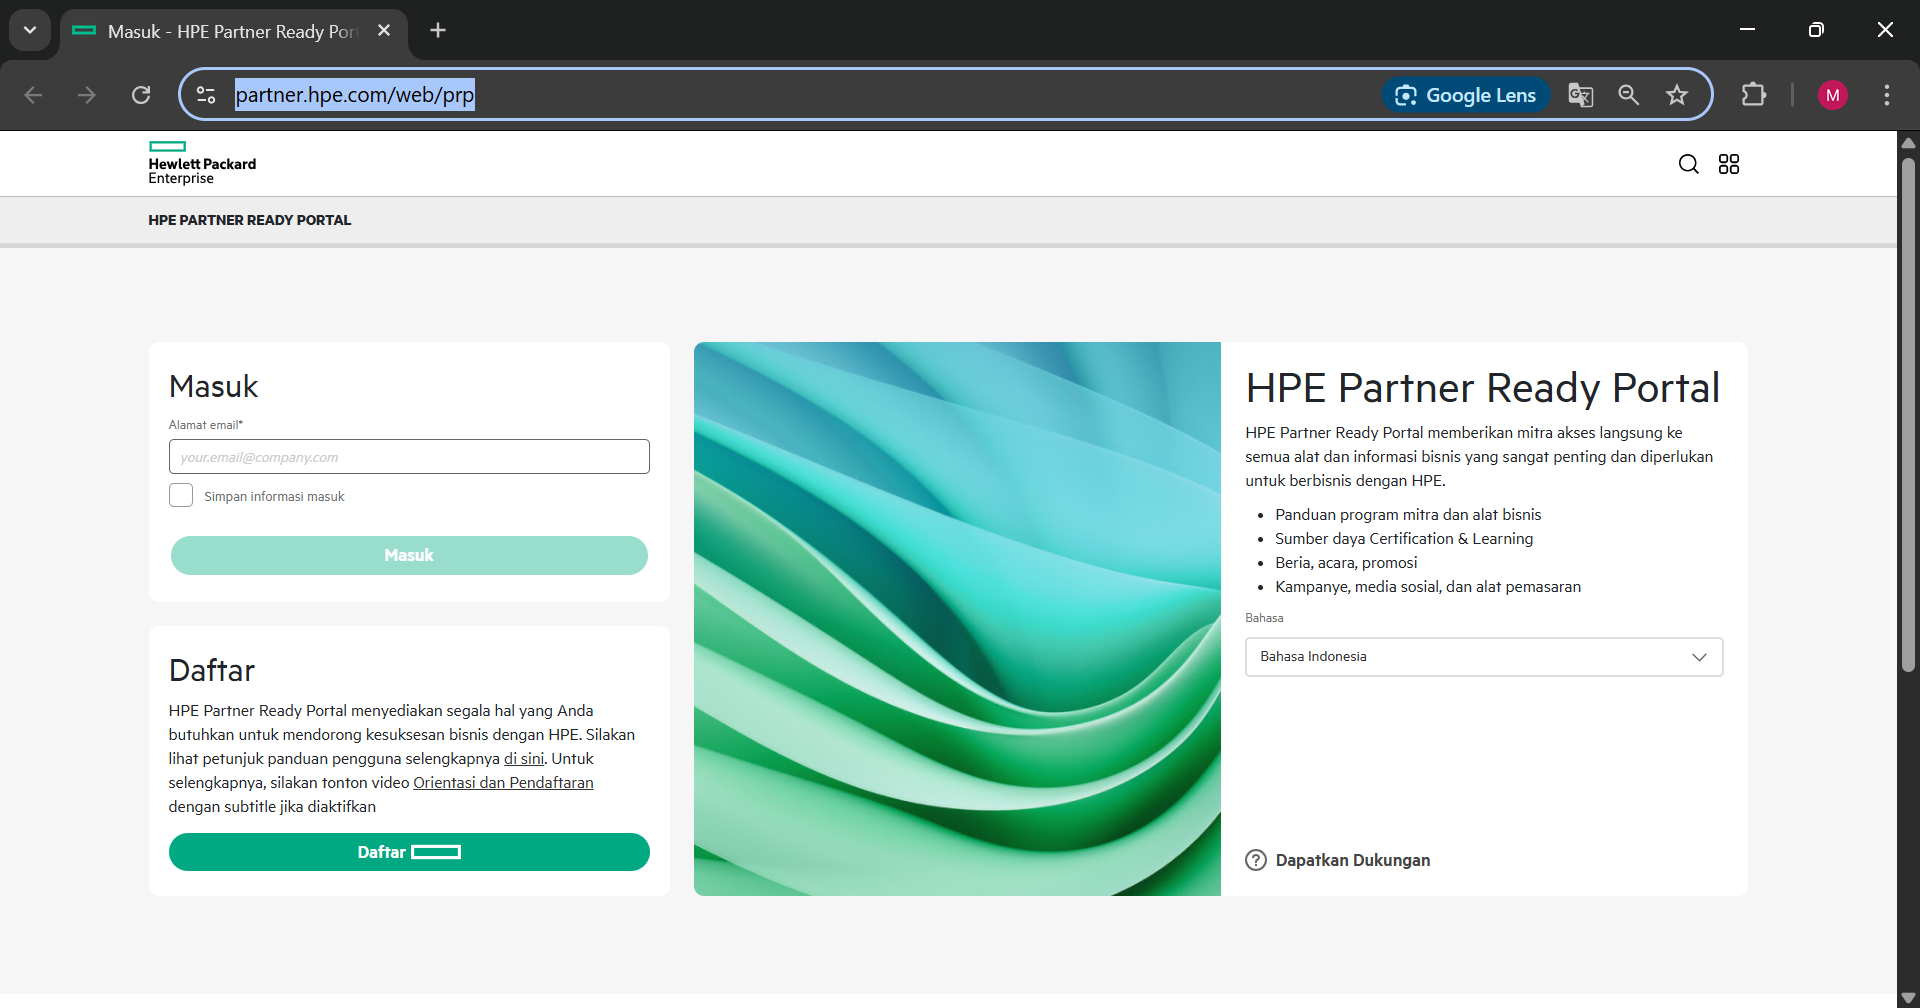 Masuk - HPE Partner Ready Por
partner.hpe.com/web/prp
Google Lens
M
Hewlett Packard
Enterprise
HPE PARTNER READY PORTAL
Masuk
Alamat email*
your.email@company.com
Simpan informasi masuk
Masuk
Daftar
HPE Partner Ready Portal menyediakan segala hal yang Anda
butuhkan untuk mendorong kesuksesan bisnis dengan HPE. Silakan
lihat petunjuk panduan pengguna selengkapnya di sini. Untuk
selengkapnya, silakan tonton video Orientasi dan Pendaftaran
dengan subtitle jika diaktifkan
Daftar
HPE Partner Ready Portal
HPE Partner Ready Portal memberikan mitra akses langsung ke
semua alat dan informasi bisnis yang sangat penting dan diperlukan
untuk berbisnis dengan HPE.
• Panduan program mitra dan alat bisnis
• Sumber daya Certification & Learning
• Beria, acara, promosi
• Kampanye, media sosial, dan alat pemasaran
Bahasa
Bahasa Indonesia
Dapatkan Dukungan